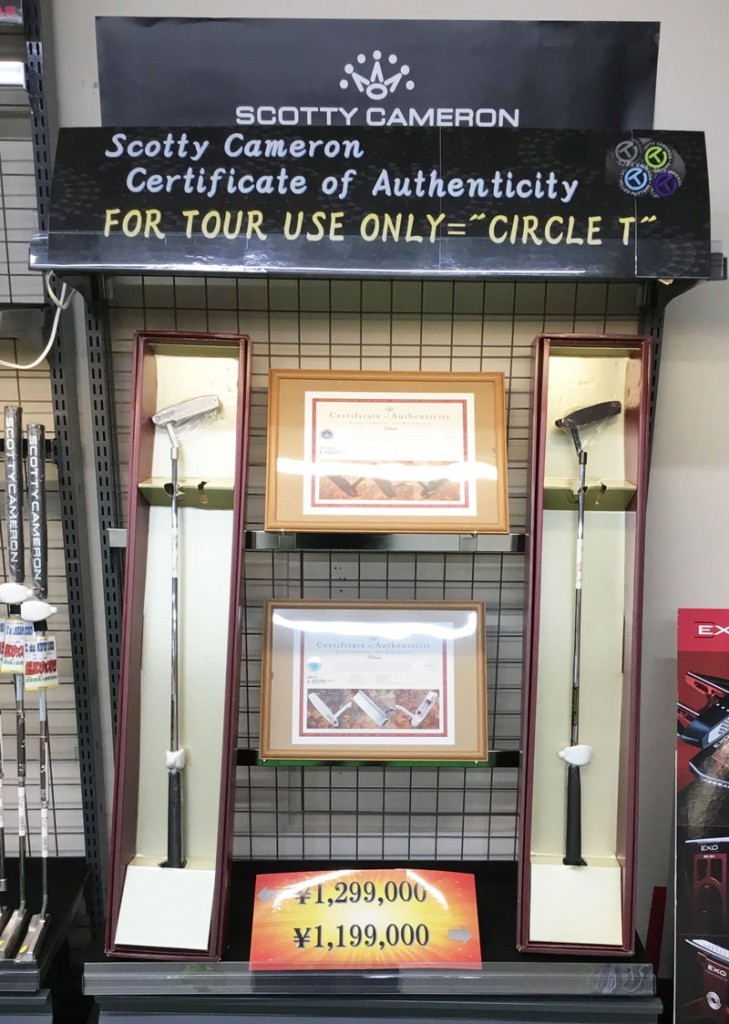 SCOTTY CAMERON
Scotty Cameron
Certificate of Authenticity
FOR TOUR USE ONLY="CIRCLE T"
Certificate of Authenticity
Certificate of Authenticity
SCOTTY CAMERON
SCOTTY CAMERON
¥1,299,000
¥1,199,000
EX
EXO
EXO